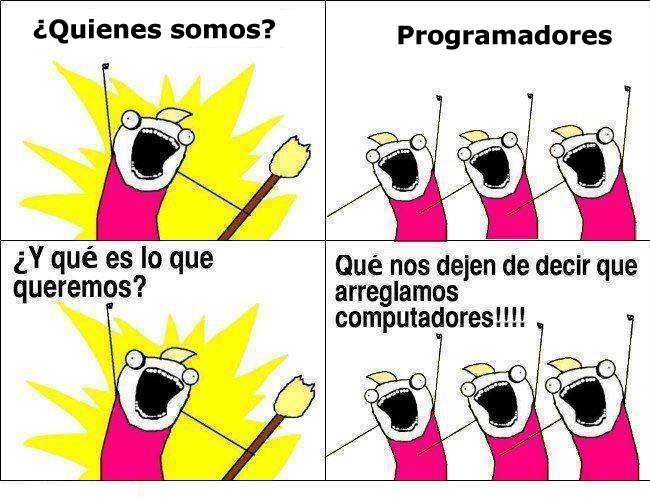 ¿Quienes somos?
Programadores
¿Y qué es lo que
queremos?
Qué nos dejen de decir que
arreglamos
computadores!!!!